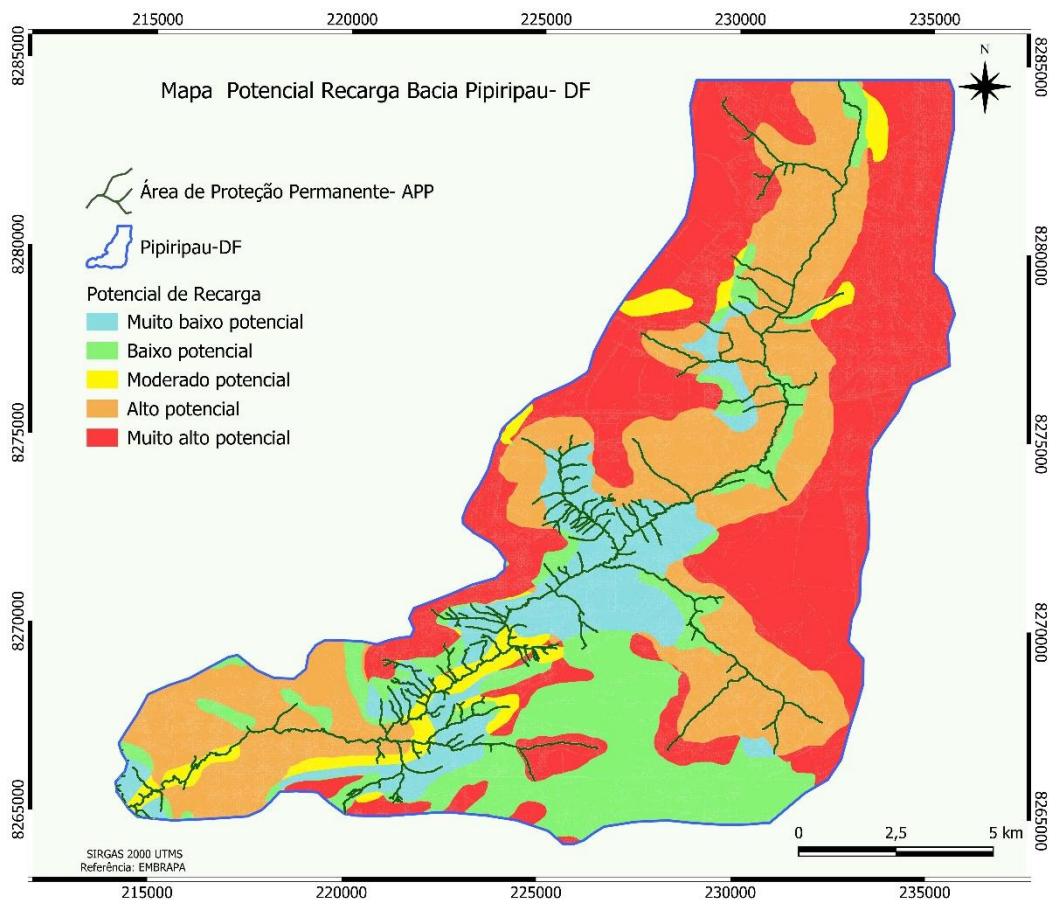 215000 220000 225000 230000 235000
8285000 8285000
N
Mapa Potencial Recarga Bacia Pipiripau- DF
Área de Proteção Permanente- APP
8280000 8280000
Pipiripau-DF
Potencial de Recarga
Muito baixo potencial
Baixo potencial
Moderado potencial
Alto potencial
Muito alto potencial
8275000 8275000
8270000 8270000
8265000 8265000
0 2,5 5 km
SIRGAS 2000 UTMS
Referência: EMBRAPA
215000 220000 225000 230000 235000